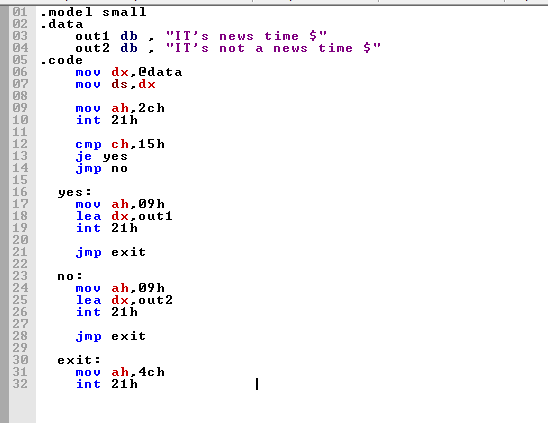 01 .model small
02 .data
03 out1 db , "IT's news time $"
04 out2 db , "IT's not a news time $"
05 .code
06 mov dx,@data
07 mov ds,dx
08
09 mov ah,2ch
10 int 21h
11
12 cmp ch,15h
13 je yes
14 jmp no
15
16 yes:
17 mov ah,09h
18 lea dx,out1
19 int 21h
20
21 jmp exit
22
23 no:
24 mov ah,09h
25 lea dx,out2
26 int 21h
27
28 jmp exit
29
30 exit:
31 mov ah,4ch
32 int 21h